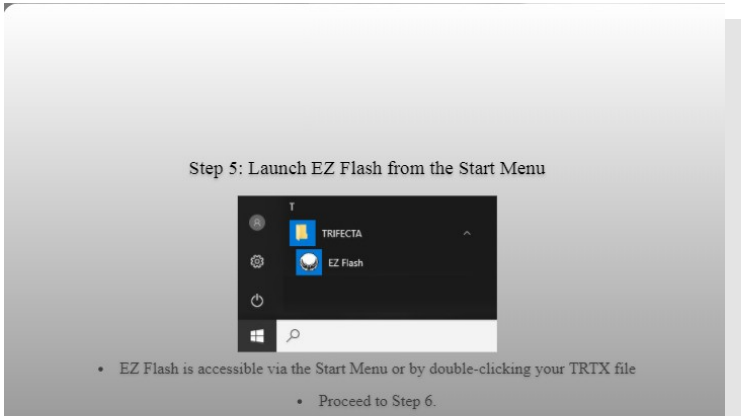 Step 5: Launch EZ Flash from the Start Menu
T
TRIFECTA
EZ Flash
• EZ Flash is accessible via the Start Menu or by double-clicking your TRTX file
• Proceed to Step 6.